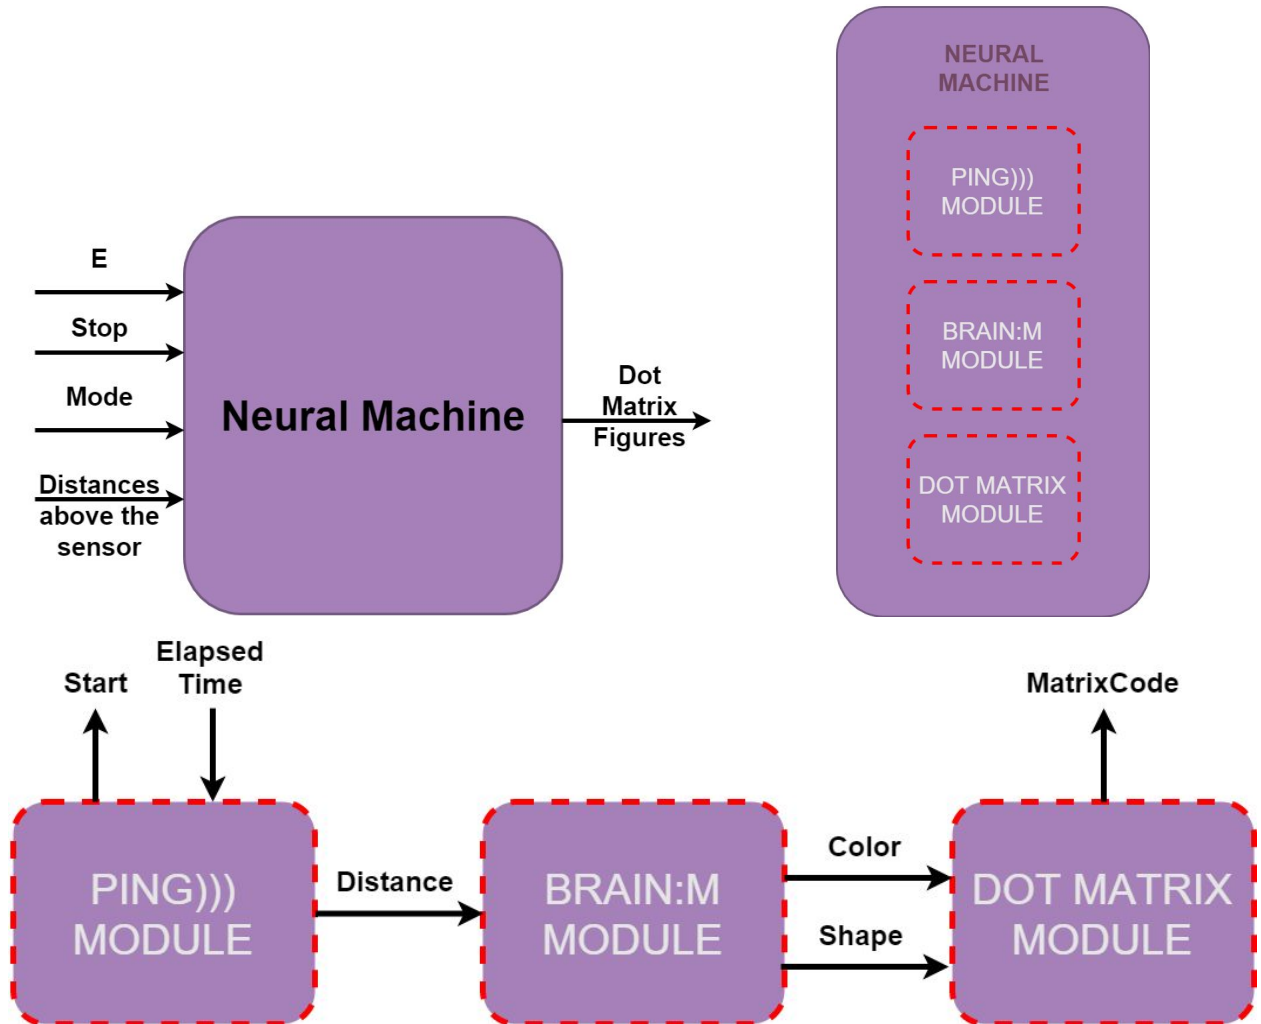 E
Stop
Mode
Distances
above the
sensor
Neural Machine
Dot
Matrix
Figures
NEURAL
MACHINE
PING)))
MODULE
BRAIN:M
MODULE
DOT MATRIX
MODULE
Start
Elapsed
Time
MatrixCode
PING)))
MODULE
Distance
BRAIN:M
MODULE
Color
Shape
DOT MATRIX
MODULE